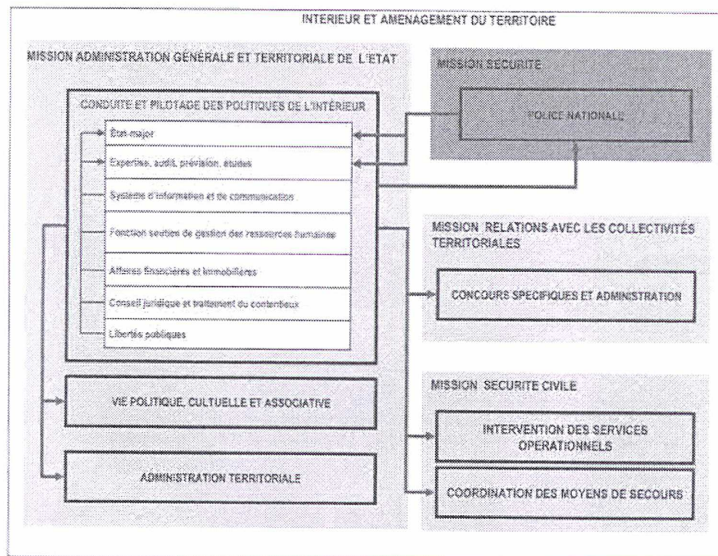 INTERIEUR ET AMENAGEMENT DU TERRITOIRE
MISSION ADMINISTRATION GÉNÉRALE ET TERRITORIALE DE L'ETAT
CONDUITE ET PILOTAGE DES POLITIQUES DE L'INTÉRIEUR
État-major
Expertise, audit, prévision, études
Système d'information et de communication
Fonction soutien de gestion des ressources humaines
Affaires financières et immobilières
Conseil juridique et traitement du contentieux
Libertés publiques
VIE POLITIQUE, CULTUELLE ET ASSOCIATIVE
ADMINISTRATION TERRITORIALE
MISSION SECURITE
POLICE NATIONALE
MISSION RELATIONS AVEC LES COLLECTIVITÉS
TERRITORIALES
CONCOURS SPECIFIQUES ET ADMINISTRATION
MISSION SECURITE CIVILE
INTERVENTION DES SERVICES
OPERATIONNELS
COORDINATION DES MOYENS DE SECOURS